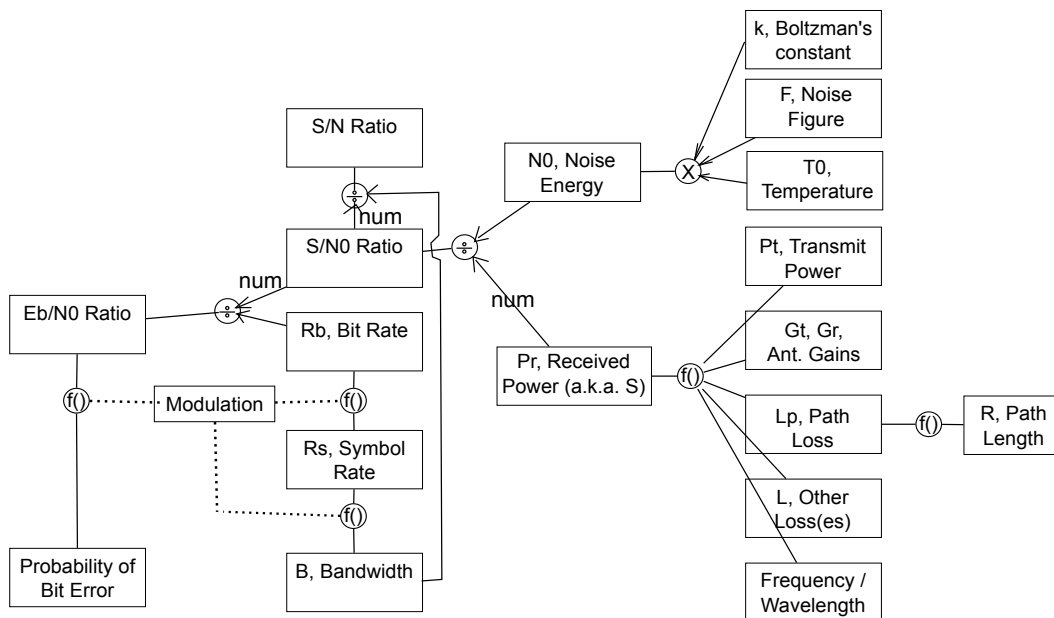 k, Boltzman's
constant
F, Noise
Figure
S/N Ratio
N0, Noise
Energy
X
T0,
Temperature
÷
num
S/N0 Ratio
÷
Pt, Transmit
Power
num
num
Eb/N0 Ratio
÷
Rb, Bit Rate
Gt, Gr,
Ant. Gains
Pr, Received
Power (a.k.a. S)
f()
f()
Modulation
f()
Lp, Path
Loss
f()
R, Path
Length
Rs, Symbol
Rate
L, Other
Loss(es)
f()
Probability of
Bit Error
B, Bandwidth
Frequency /
Wavelength